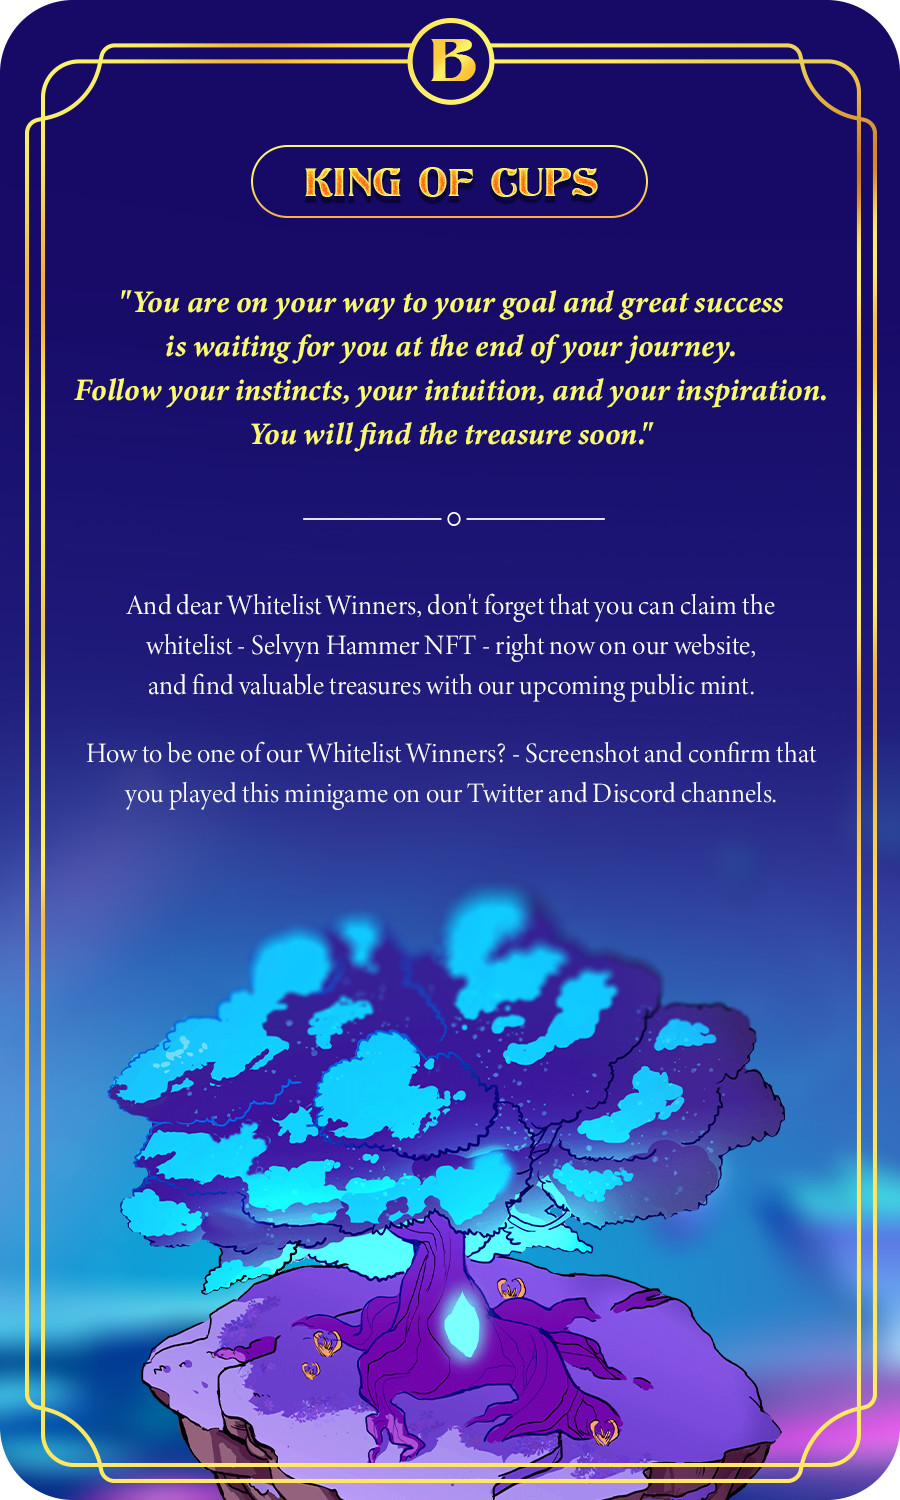 B
KING OF CUPS
"You are on your way to your goal and great success
is waiting for you at the end of your journey.
Follow your instincts, your intuition, and your inspiration.
You will find the treasure soon."
And dear Whitelist Winners, don't forget that you can claim the
whitelist - Selvyn Hammer NFT - right now on our website,
and find valuable treasures with our upcoming public mint.
How to be one of our Whitelist Winners? - Screenshot and confirm that
you played this minigame on our Twitter and Discord channels.